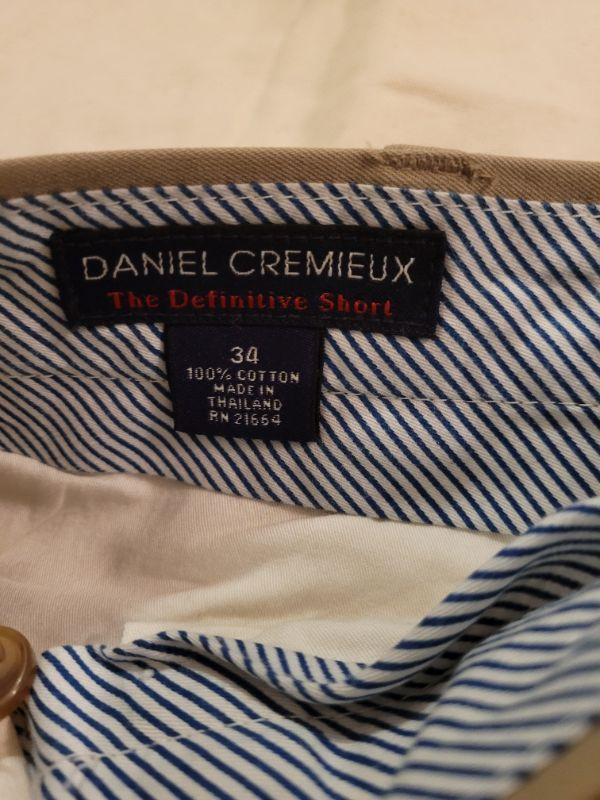 DANIEL CREMIEUX
The Definitive Short
34
100% COTTON
MADE IN
THAILAND
RN 21664